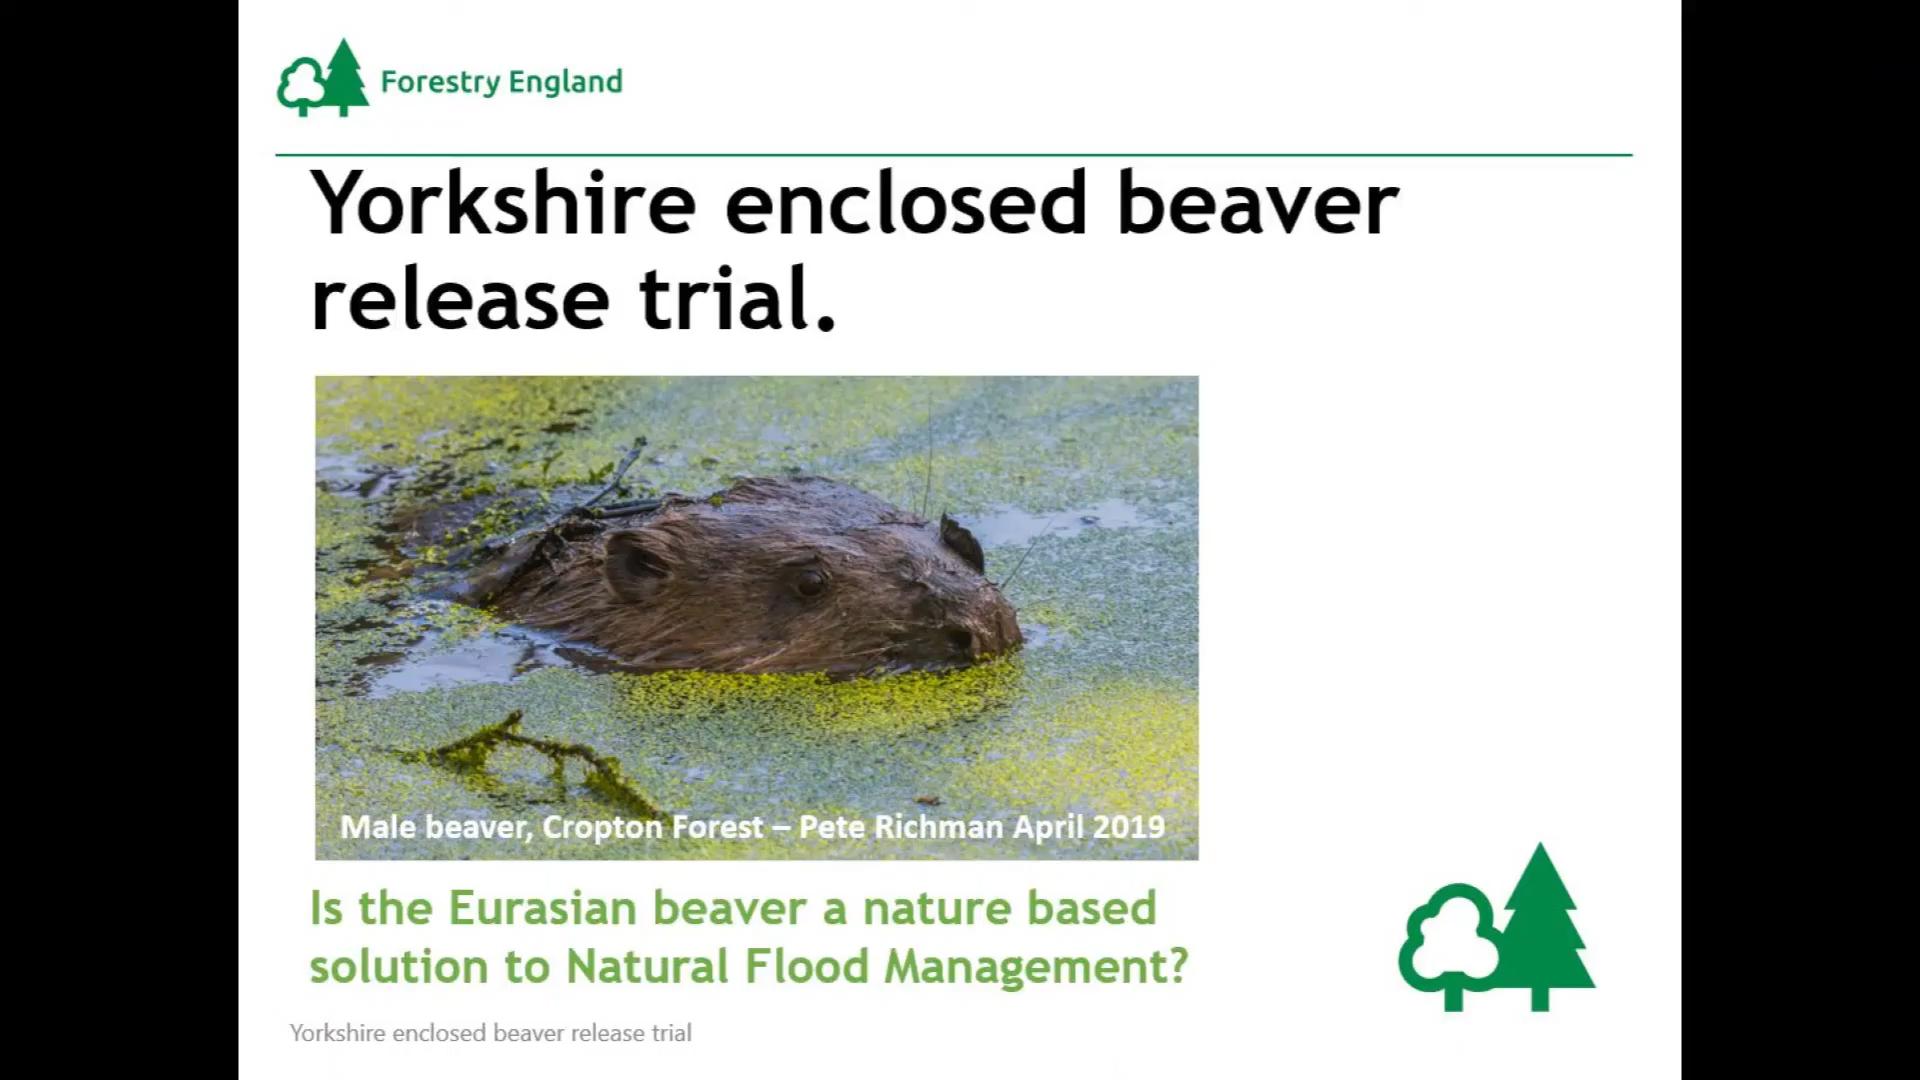 Forestry England
Yorkshire enclosed beaver
release trial.
Male beaver, Cropton Forest – Pete Richman April 2019
Is the Eurasian beaver a nature based
solution to Natural Flood Management?
Yorkshire enclosed beaver release trial